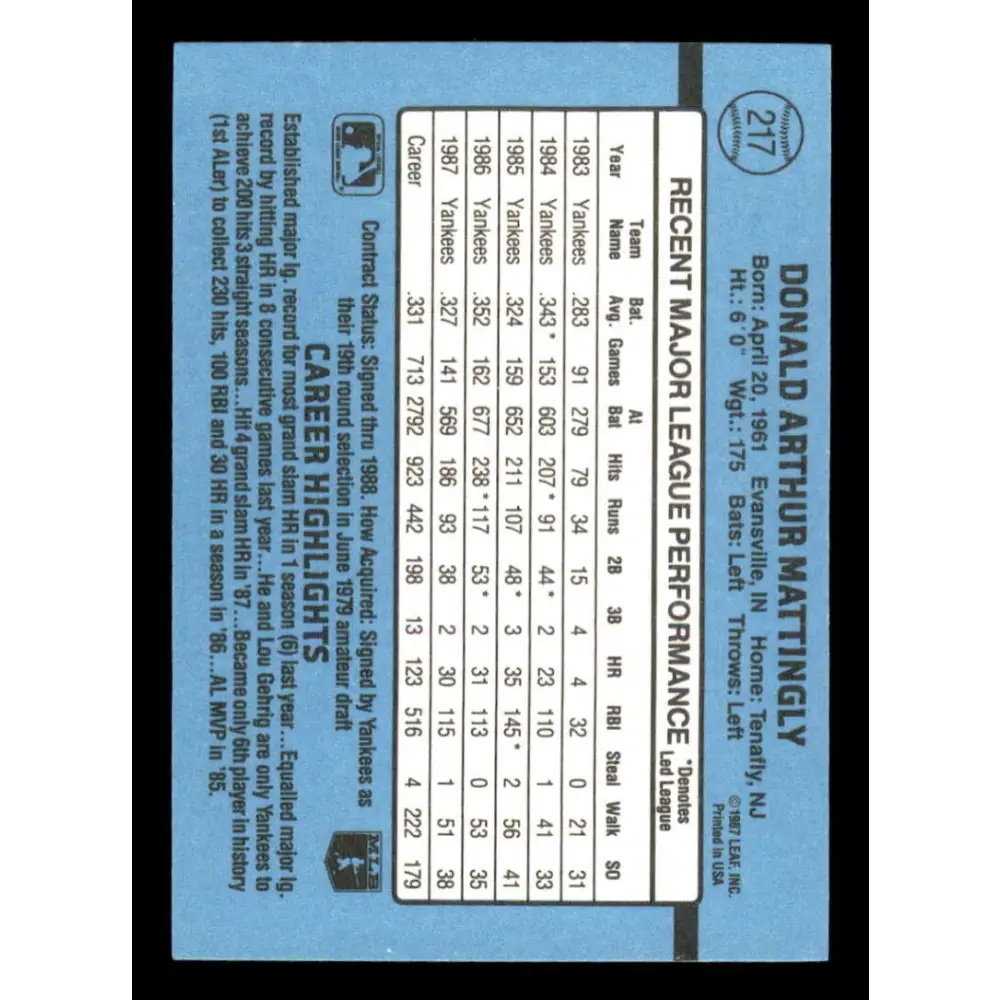 217
DONALD ARTHUR MATTINGLY
Born: April 20, 1961 Evansville, IN Home: Tenafly, NJ
Ht.: 6'0" Wgt.: 175 Bats: Left Throws: Left
©1987 LEAF, INC.
Printed in USA
RECENT MAJOR LEAGUE PERFORMANCE *Denotes Led League
Year Team Name Bat. Avg. Games At Bat Hits Runs 2B 3B HR RBI Steal Walk SO
1983 Yankees .283 91 279 79 34 15 4 4 32 0 21 31
1984 Yankees .343* 153 603 207* 91 44* 2 23 110 1 41 33
1985 Yankees .324 159 652 211 107 48* 3 35 145* 2 56 41
1986 Yankees .352 162 677 238* 117 53* 2 31 113 0 53 35
1987 Yankees .327 141 569 186 93 38 2 30 115 1 51 38
Career .331 713 2792 923 442 198 13 123 516 4 222 179
Contract Status: Signed thru 1988. How Acquired: Signed by Yankees as
their 19th round selection in June 1979 amateur draft
MLB
CAREER HIGHLIGHTS
Established major lg. record for most grand slam HR in 1 season (6) last year...Equalled major lg.
record by hitting HR in 8 consecutive games last year...He and Lou Gehrig are only Yankees to
achieve 200 hits 3 straight seasons...Hit 4 grand slam HR in '87...Became only 6th player in history
(1st ALer) to collect 230 hits, 100 RBI and 30 HR in a season in '86...AL MVP in '85.